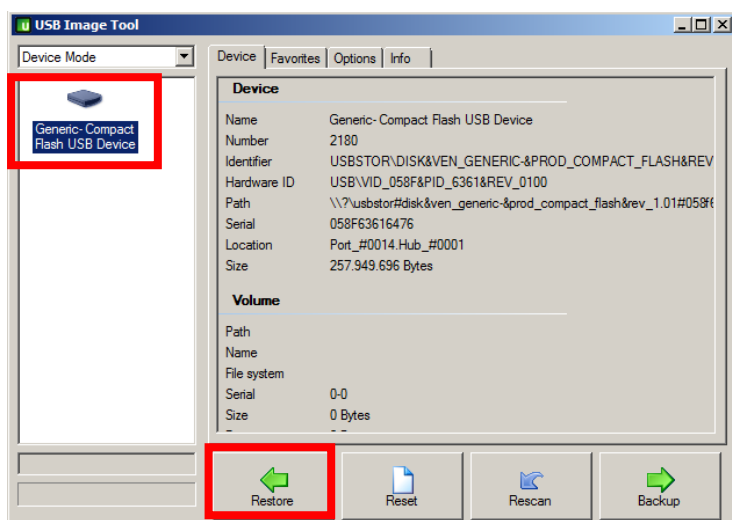 USB Image Tool
Device Mode
Generic- Compact
Flash USB Device
Device Favorites Options Info
Device
Name Generic- Compact Flash USB Device
Number 2180
Identifier USBSTOR\DISK&VEN_GENERIC-&PROD_COMPACT_FLASH&REV
Hardware ID USB\VID_058F&PID_6361&REV_0100
Path \\?\usbstor#disk&ven_generic-&prod_compact_flash&rev_1.01#058f6
Serial 058F63616476
Location Port_#0014.Hub_#0001
Size 257.949.696 Bytes
Volume
Path
Name
File system
Serial 0-0
Size 0 Bytes
Restore Reset Rescan Backup